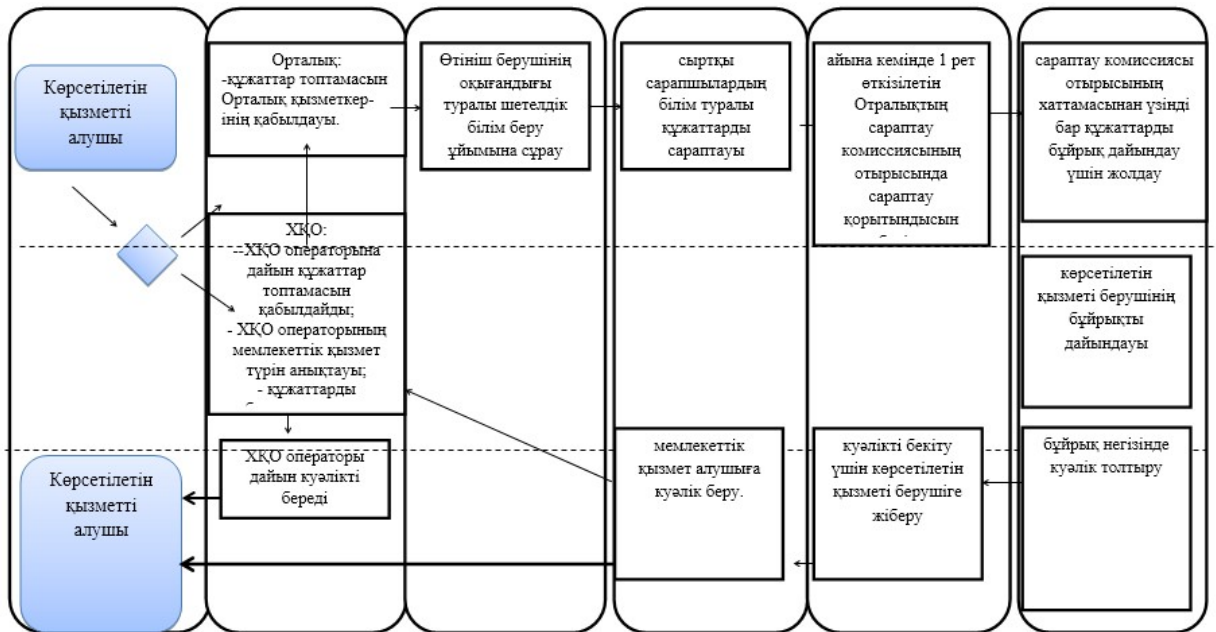 Көрсетілетін
қызметті
алушы
Орталық:
-құжаттар топтамасын
Орталық қызметкер-
інің қабылдауы.
Өтініш берушінің
оқығандығы
туралы шетелдік
білім беру
ұйымына сұрау
сыртқы
сарапшылардың
білім туралы
құжаттарды
сараптауы
айына кемінде 1 рет
өткізілетін
Отралықтың
сараптау
комиссиясының
отырысында
сараптау
қорытындысын
сараптау комиссясы
отырысының
хаттамасынан үзінді
бар құжаттарды
бұйрық дайындау
үшін жолдау
ХҚО:
--ХҚО операторына
дайын құжаттар
топтамасын
қабылдайды;
- ХҚО операторының
мемлекеттік қызмет
түрін анықтауы;
- құжаттарды
көрсетілетін
қызметі берушінің
бұйрықты
дайындауы
Көрсетілетін
қызметті
алушы
ХҚО операторы
дайын куәлікті
береді
мемлекеттік
қызмет алушыға
куәлік беру.
куәлікті бекіту
үшін көрсетілетін
қызметі берушіге
жіберу
бұйрық негізінде
куәлік толтыру